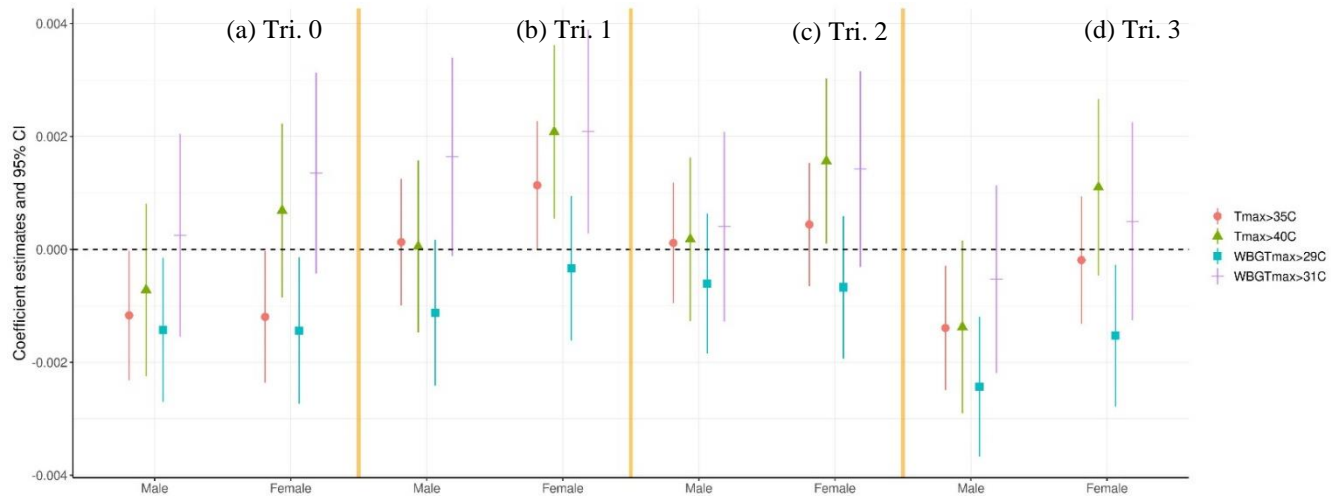 (a) Tri. 0
(b) Tri. 1
(c) Tri. 2
(d) Tri. 3
Coefficient estimates and 95% CI
0.004
0.002
0.000
-0.002
-0.004
Male
Female
Male
Female
Male
Female
Male
Female
Tmax>35C
Tmax>40C
WBGTmax>29C
WBGTmax>31C